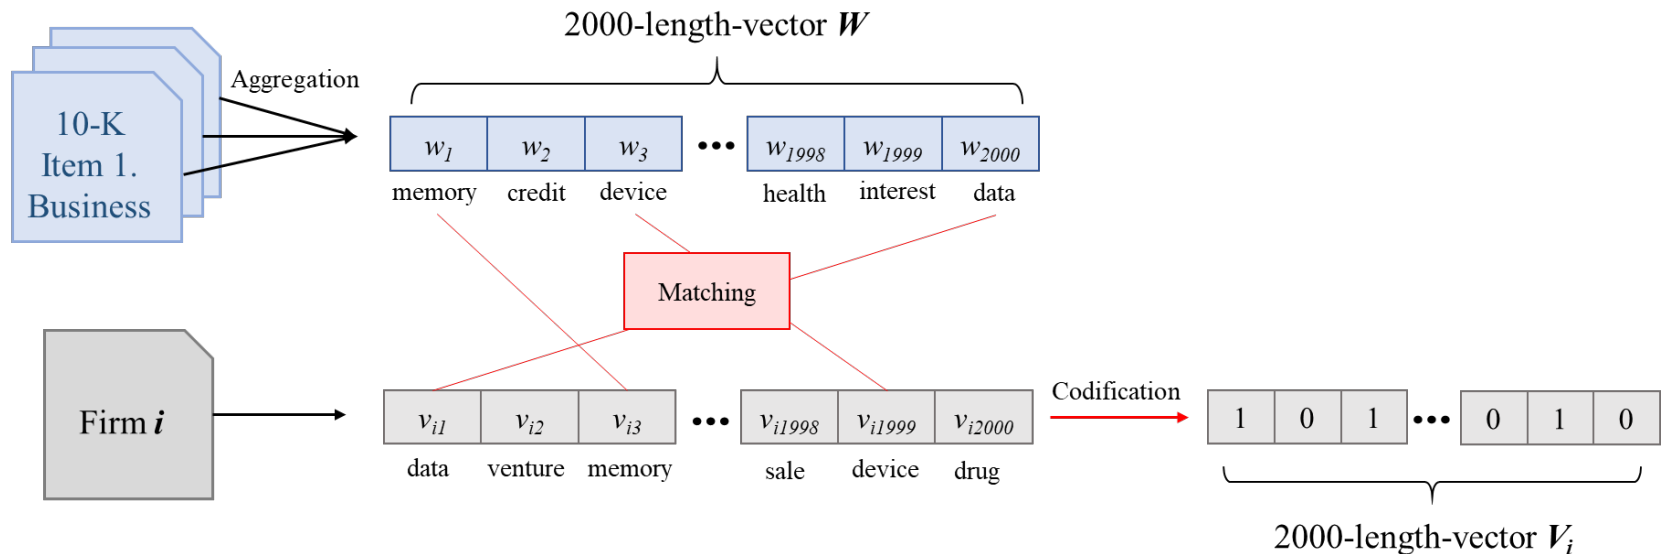 2000-length-vector W
Aggregation
10-K
Item 1.
Business
w1 w2 w3 ••• w1998 w1999 w2000
memory credit device health interest data
Matching
Firm i
vi1 vi2 vi3 ••• vi1998 vi1999 vi2000
data venture memory sale device drug
Codification
1 0 1 ••• 0 1 0
2000-length-vector Vi